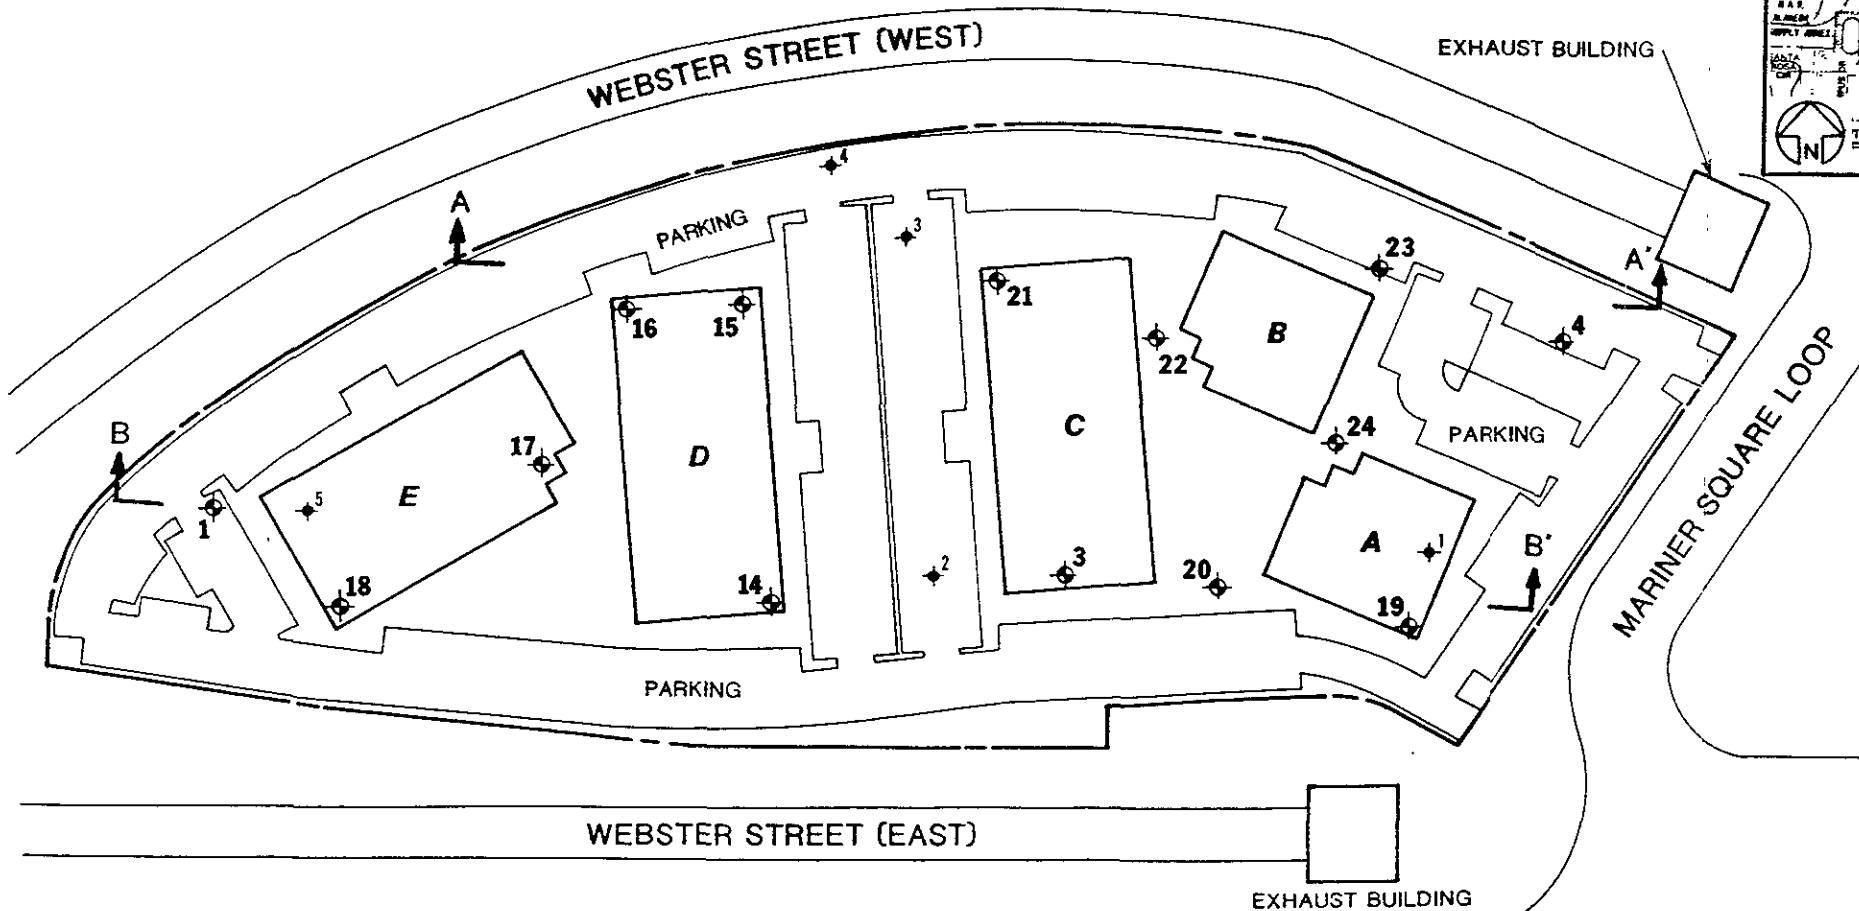 WEBSTER STREET (WEST)
EXHAUST BUILDING
N
4
A
PARKING
3
23
A'
21
16
15
B
4
22
MARINER SQUARE LOOP
C
24
PARKING
B
17
D
5
E
1
A
1
B'
18
14
2
3
20
19
PARKING
WEBSTER STREET (EAST)
EXHAUST BUILDING